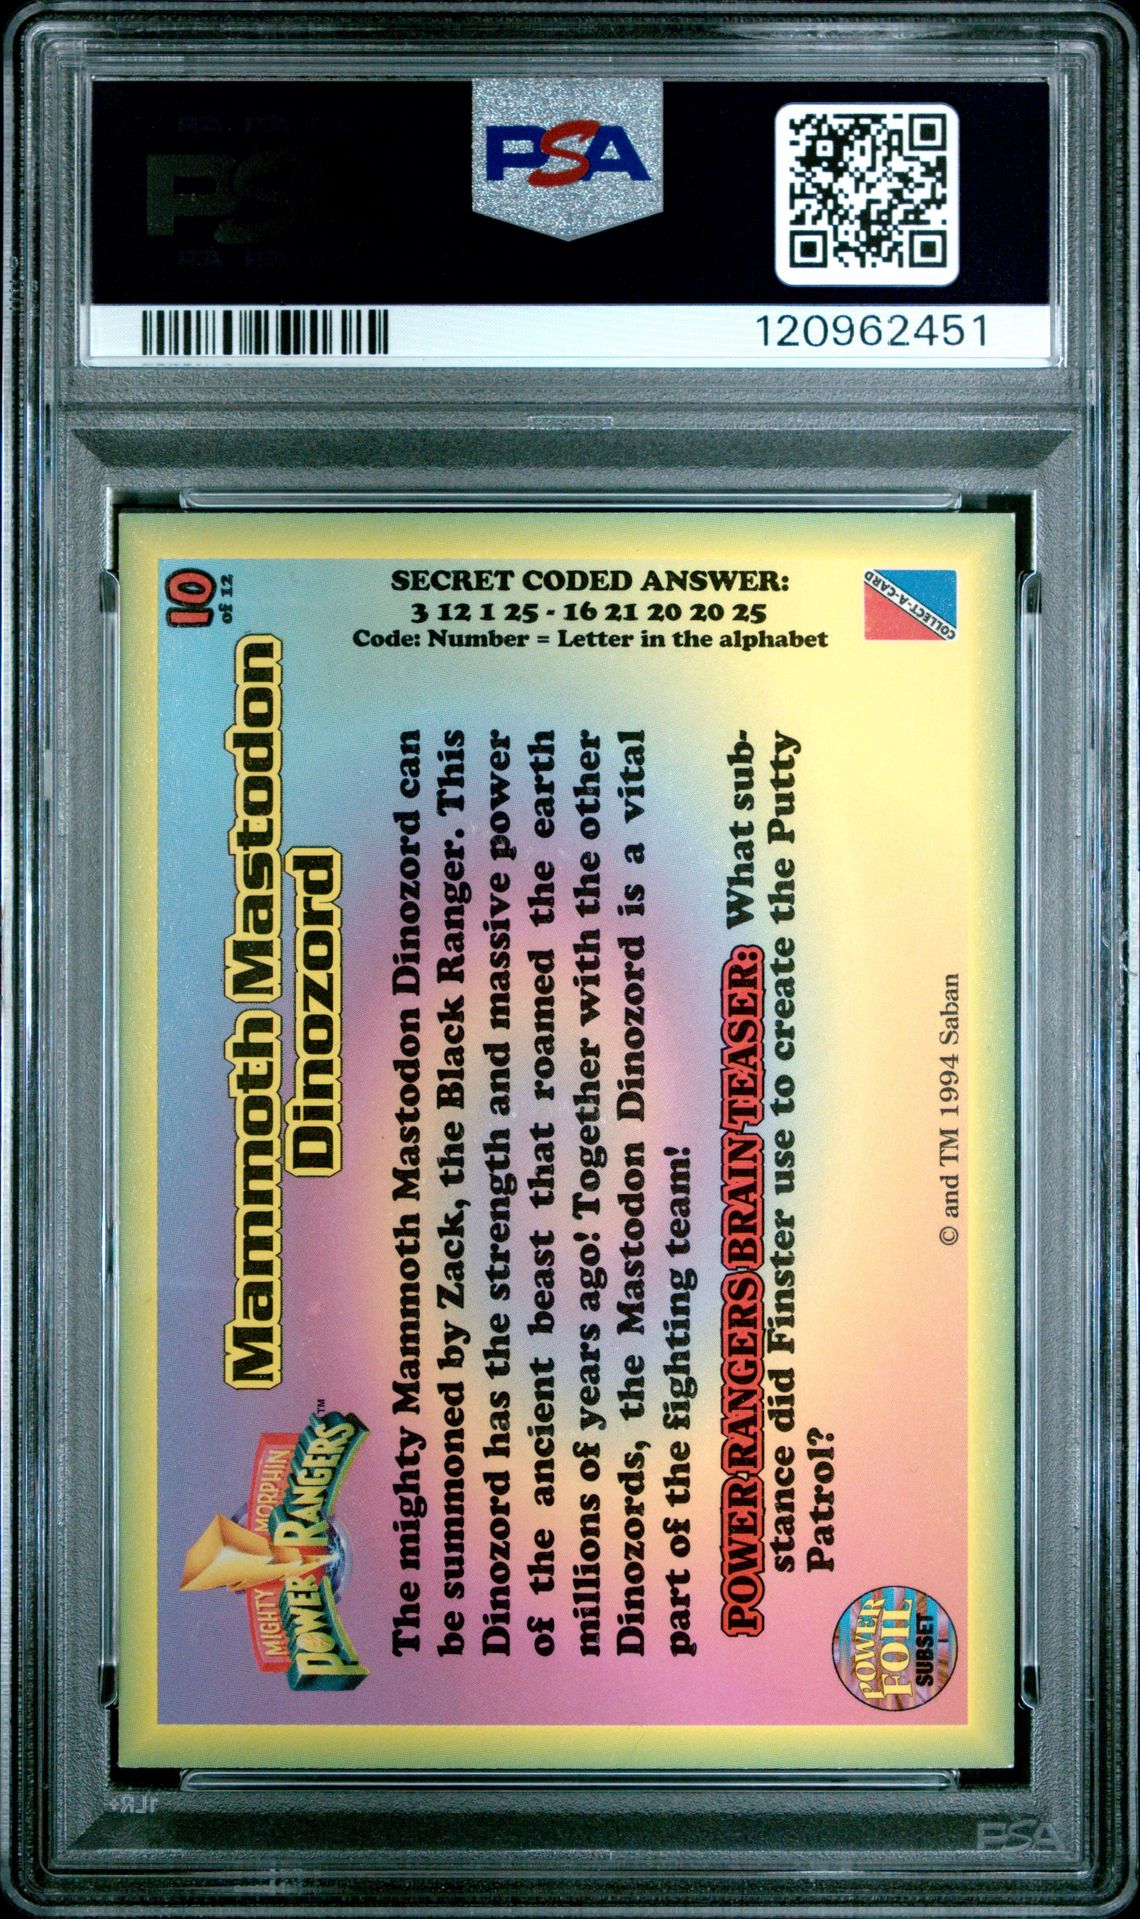 PSA
120962451
10
of 12
SECRET CODED ANSWER:
3 12 1 25 - 16 21 20 20 25
Code: Number = Letter in the alphabet
COLLECT-A-CARD
MIGHTY MORPHIN
POWER RANGERS™
Mammoth Mastodon
Dinozord
The mighty Mammoth Mastodon Dinozord can
be summoned by Zack, the Black Ranger. This
Dinozord has the strength and massive power
of the ancient beast that roamed the earth
millions of years ago! Together with the other
Dinozords, the Mastodon Dinozord is a vital
part of the fighting team!
POWER RANGERS BRAIN TEASER: What sub-
stance did Finster use to create the Putty
Patrol?
POWER
FOIL
SUBSET
© and TM 1994 Saban
1LR+
PSA